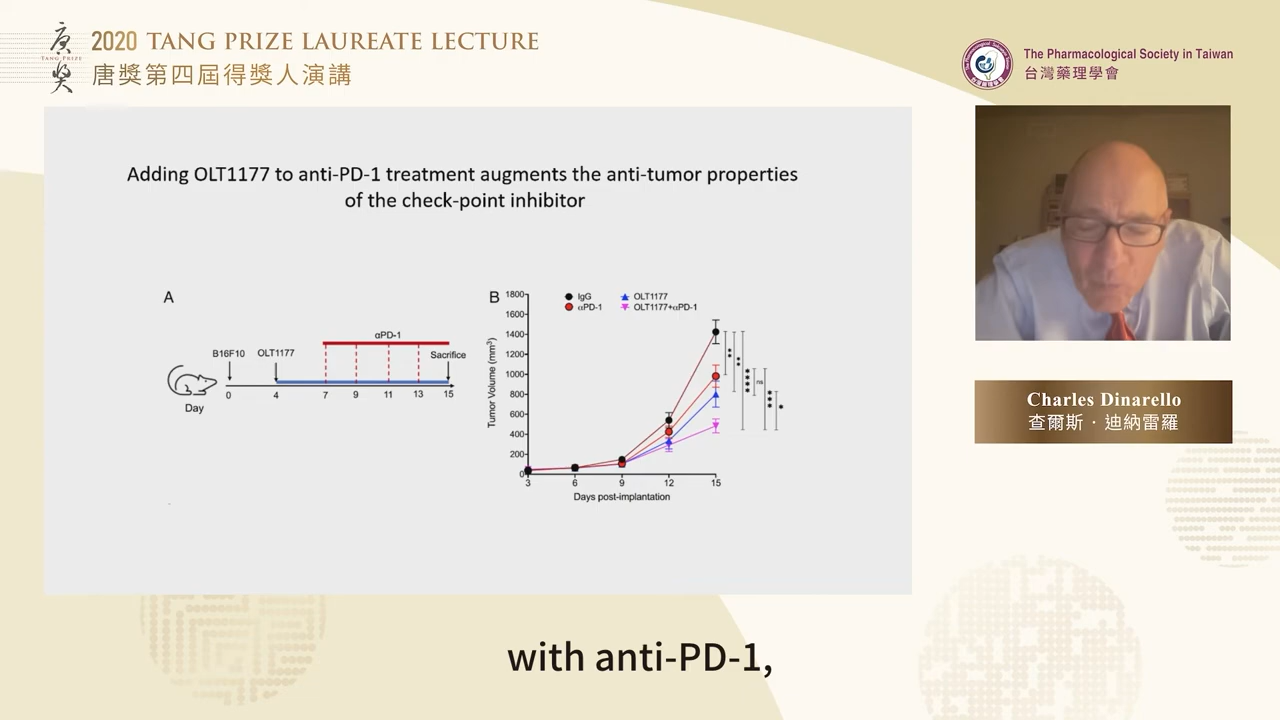 唐獎
TANG PRIZE
2020 TANG PRIZE LAUREATE LECTURE
唐獎第四屆得獎人演講
The Pharmacological Society in Taiwan
台灣藥理學會
Adding OLT1177 to anti-PD-1 treatment augments the anti-tumor properties
of the check-point inhibitor
A
αPD-1
B16F10
OLT1177
Sacrifice
0 4 7 9 11 13 15
Day
B
IgG
OLT1177
αPD-1
OLT1177+αPD-1
Tumor Volume (mm³)
1800
1600
1400
1200
1000
800
600
400
200
0
3 6 9 12 15
Days post-implantation
**
**
****
ns
***
*
Charles Dinarello
查爾斯·迪納雷羅
with anti-PD-1,